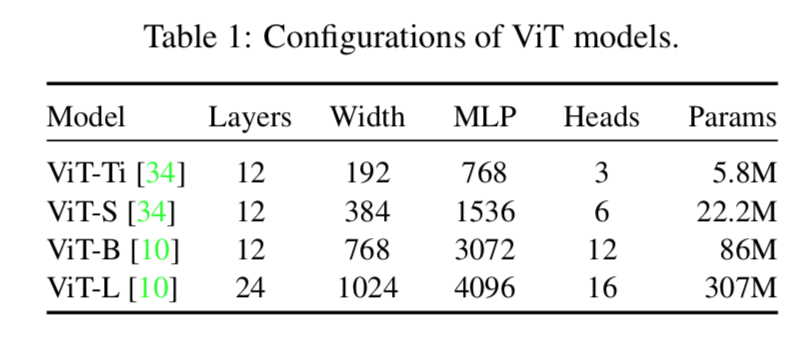 Table 1: Configurations of ViT models.
Model Layers Width MLP Heads Params
ViT-Ti [34] 12 192 768 3 5.8M
ViT-S [34] 12 384 1536 6 22.2M
ViT-B [10] 12 768 3072 12 86M
ViT-L [10] 24 1024 4096 16 307M